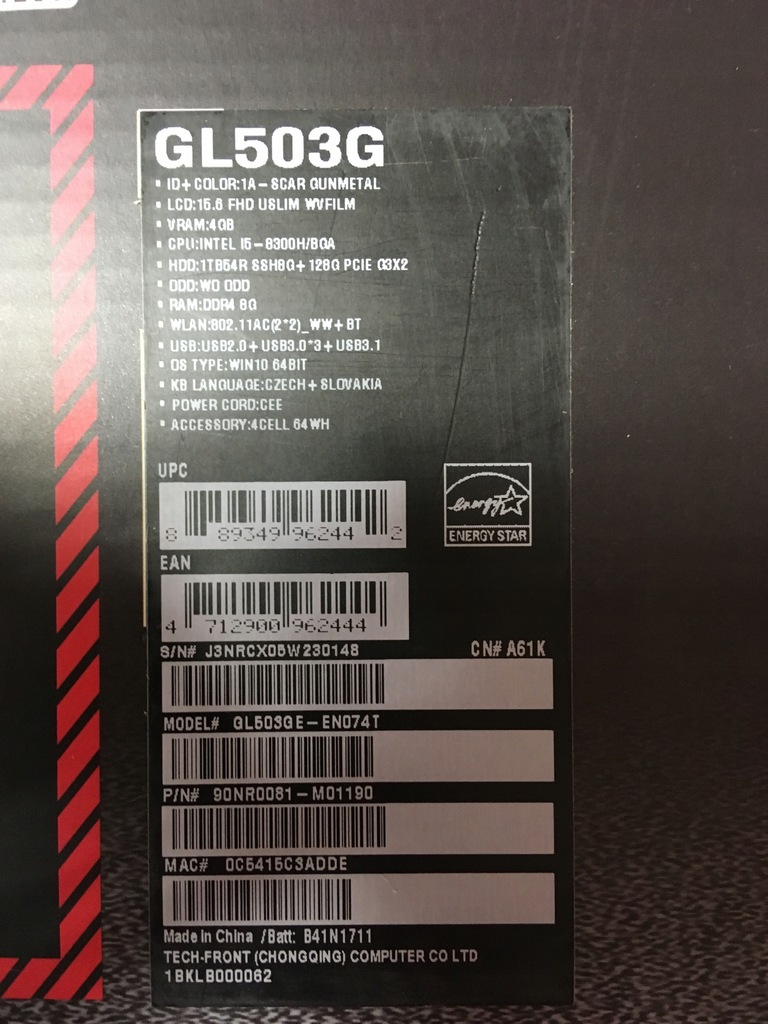 GL503G
▪ ID+COLOR:1A-SCAR GUNMETAL
▪ LCD:15.6 FHD USLIM WVFILM
▪ VRAM:4GB
▪ CPU:INTEL I5-8300H/BGA
▪ HDD:1TB54R SSH8G+128G PCIE G3X2
▪ ODD:WO ODD
▪ RAM:DDR4 8G
▪ WLAN:802.11AC(2*2)_WW+BT
▪ USB:USB2.0+USB3.0*3+USB3.1
▪ OS TYPE:WIN10 64BIT
▪ KB LANGUAGE:CZECH+SLOVAKIA
▪ POWER CORD:CEE
▪ ACCESSORY:4CELL 64WH
UPC
8 89349 96244 2
energy
ENERGY STAR
EAN
4 712900 962444
S/N# J3NRCX05W230148 CN# A61K
MODEL# GL503GE-EN074T
P/N# 90NR0081-M01190
MAC# 0C5415C3ADDE
Made in China /Batt: B41N1711
TECH-FRONT (CHONGQING) COMPUTER CO LTD
1BKLB000062